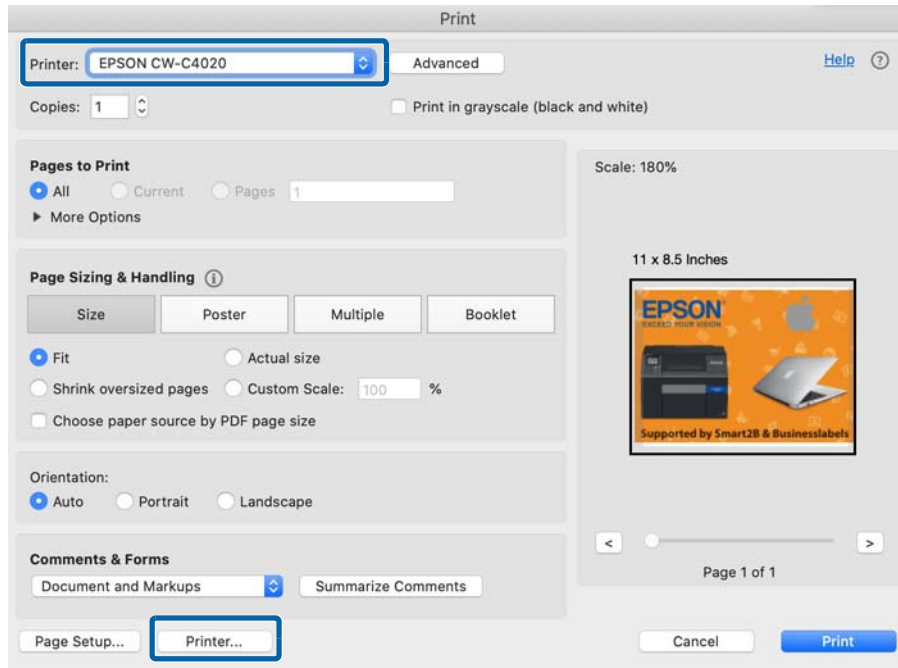 Print
Printer: EPSON CW-C4020 Advanced Help ?
Copies: 1 Print in grayscale (black and white)
Pages to Print
All Current Pages 1
More Options
Page Sizing & Handling i
Size Poster Multiple Booklet
Fit Actual size
Shrink oversized pages Custom Scale: 100 %
Choose paper source by PDF page size
Orientation:
Auto Portrait Landscape
Comments & Forms
Document and Markups Summarize Comments
Page Setup... Printer...
Scale: 180%
11 x 8.5 Inches
EPSON
EXCEED YOUR VISION
Supported by Smart2B & Businesslabels
< >
Page 1 of 1
Cancel Print